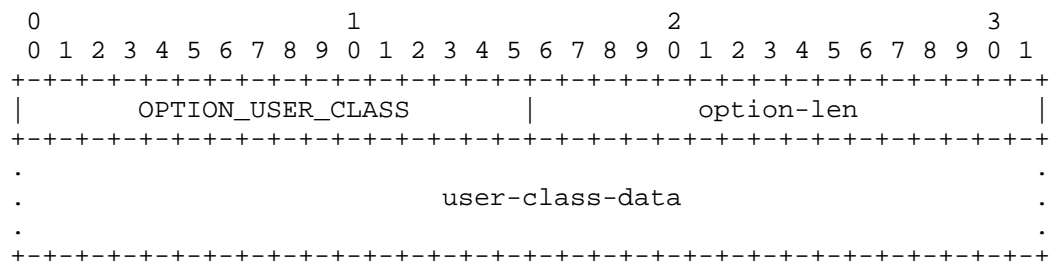 0                   1                   2                   3
 0 1 2 3 4 5 6 7 8 9 0 1 2 3 4 5 6 7 8 9 0 1 2 3 4 5 6 7 8 9 0 1
+-+-+-+-+-+-+-+-+-+-+-+-+-+-+-+-+-+-+-+-+-+-+-+-+-+-+-+-+-+-+-+-+
|       OPTION_USER_CLASS       |          option-len           |
+-+-+-+-+-+-+-+-+-+-+-+-+-+-+-+-+-+-+-+-+-+-+-+-+-+-+-+-+-+-+-+-+
.                                                               .
.                          user-class-data                      .
.                                                               .
+-+-+-+-+-+-+-+-+-+-+-+-+-+-+-+-+-+-+-+-+-+-+-+-+-+-+-+-+-+-+-+-+